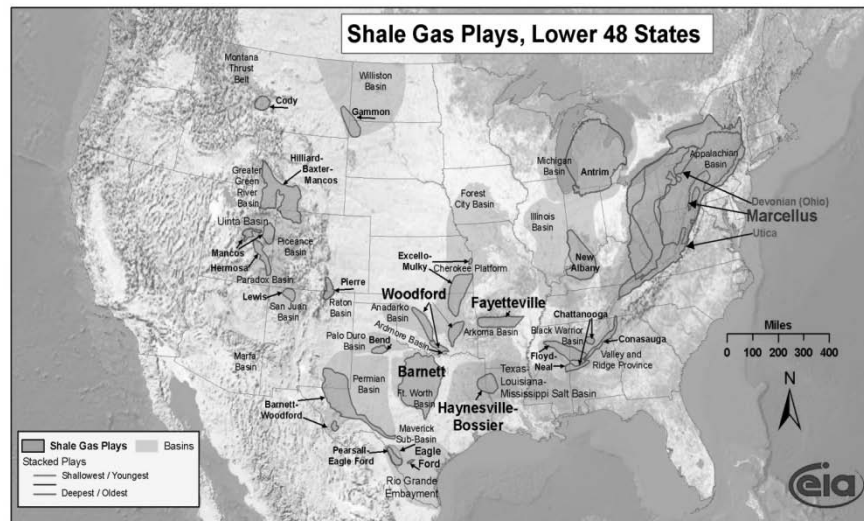 Shale Gas Plays, Lower 48 States
Montana
Thrust
Belt
Cody
Williston
Basin
Gammon
Hilliard-
Baxter-
Mancos
Greater
Green
River
Basin
Uinta Basin
Mancos
Piceance
Basin
Hermosa
Paradox Basin
Lewis
San Juan
Basin
Pierre
Raton
Basin
Forest
City Basin
Excello-
Mulky
Cherokee Platform
Michigan
Basin
Antrim
Illinois
Basin
New
Albany
Appalachian
Basin
Devonian (Ohio)
Marcellus
Utica
Woodford
Anadarko
Basin
Ardmore Basin
Fayetteville
Arkoma Basin
Chattanooga
Black Warrior
Basin
Conasauga
Floyd-
Neal
Valley and
Ridge Province
Palo Duro
Basin
Bend
Barnett
Ft. Worth
Basin
Marfa
Basin
Permian
Basin
Barnett-
Woodford
Texas-
Louisiana-
Mississippi Salt Basin
Haynesville-
Bossier
Maverick
Sub-Basin
Pearsall-
Eagle Ford
Eagle
Ford
Rio Grande
Embayment
Miles
0 100 200 300 400
N
Shale Gas Plays
Basins
Stacked Plays
Shallowest / Youngest
Deepest / Oldest
eia